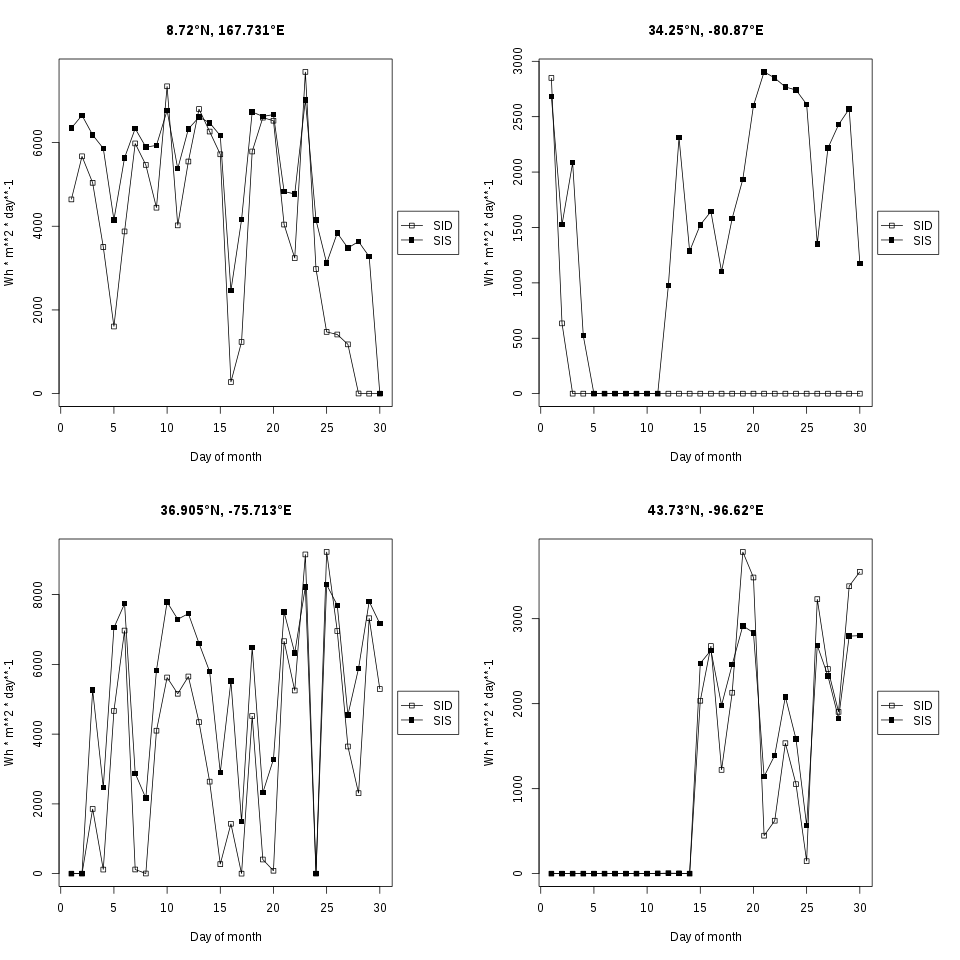 8.72°N, 167.731°E
Wh * m**2 * day**-1
6000
4000
2000
0
0 5 10 15 20 25 30
Day of month
SID
SIS
34.25°N, -80.87°E
Wh * m**2 * day**-1
3000
2500
2000
1500
1000
500
0
0 5 10 15 20 25 30
Day of month
SID
SIS
36.905°N, -75.713°E
Wh * m**2 * day**-1
8000
6000
4000
2000
0
0 5 10 15 20 25 30
Day of month
SID
SIS
43.73°N, -96.62°E
Wh * m**2 * day**-1
3000
2000
1000
0
0 5 10 15 20 25 30
Day of month
SID
SIS